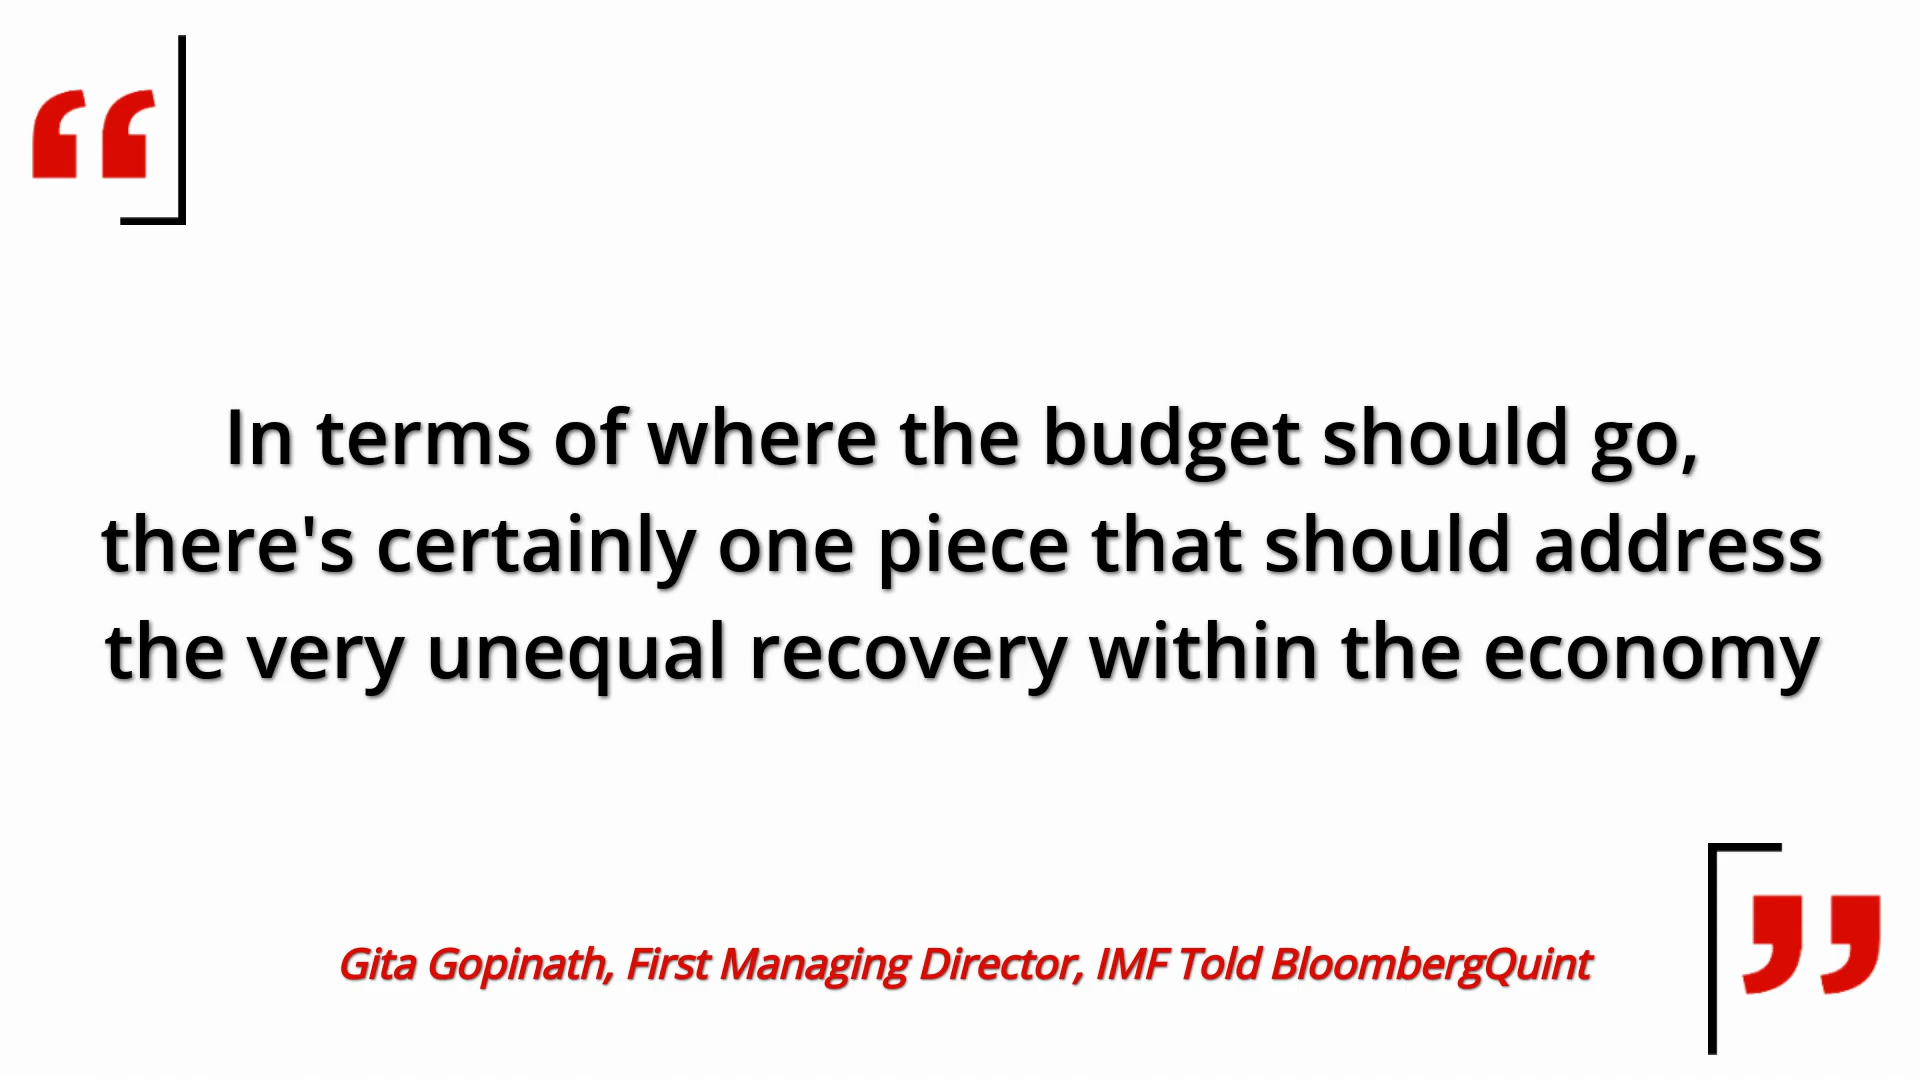 “
In terms of where the budget should go,
there's certainly one piece that should address
the very unequal recovery within the economy
Gita Gopinath, First Managing Director, IMF Told BloombergQuint
”